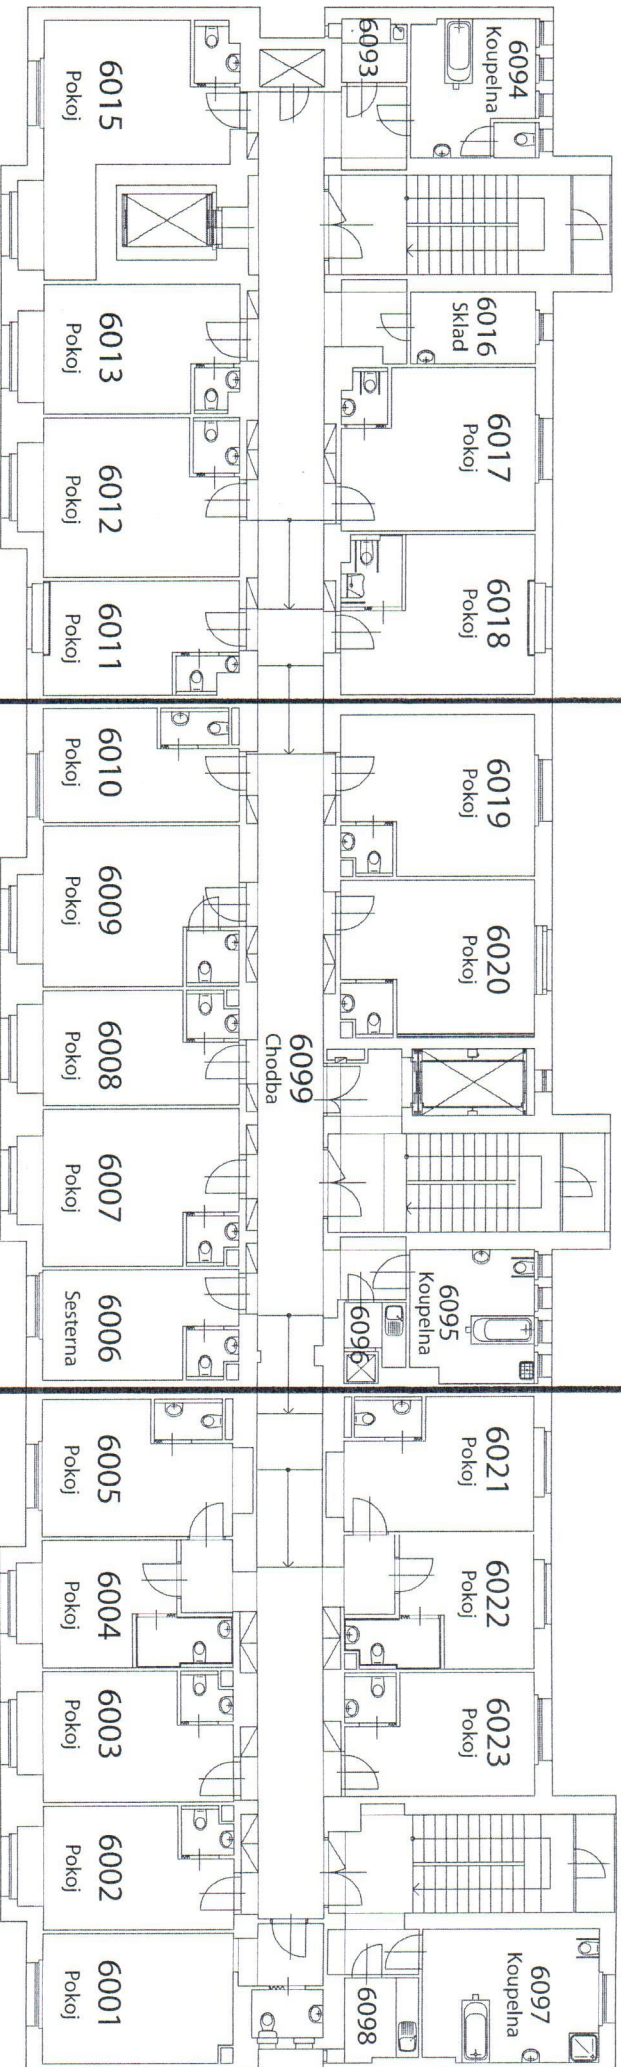 6093
6094
Koupelna
6015
Pokoj
6016
Sklad
6013
Pokoj
6017
Pokoj
6012
Pokoj
6018
Pokoj
6011
Pokoj
6019
Pokoj
6010
Pokoj
6020
Pokoj
6009
Pokoj
6099
Chodba
6008
Pokoj
6007
Pokoj
6095
Koupelna
6096
6006
Sesterna
6021
Pokoj
6005
Pokoj
6022
Pokoj
6004
Pokoj
6023
Pokoj
6003
Pokoj
6002
Pokoj
6097
Koupelna
6098
6001
Pokoj